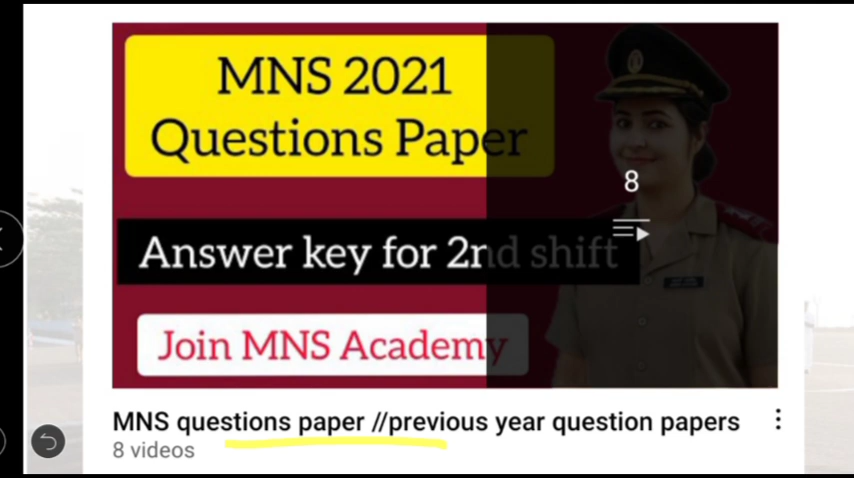 MNS 2021
Questions Paper
8
Answer key for 2nd shift
Join MNS Academy
MNS questions paper //previous year question papers
8 videos